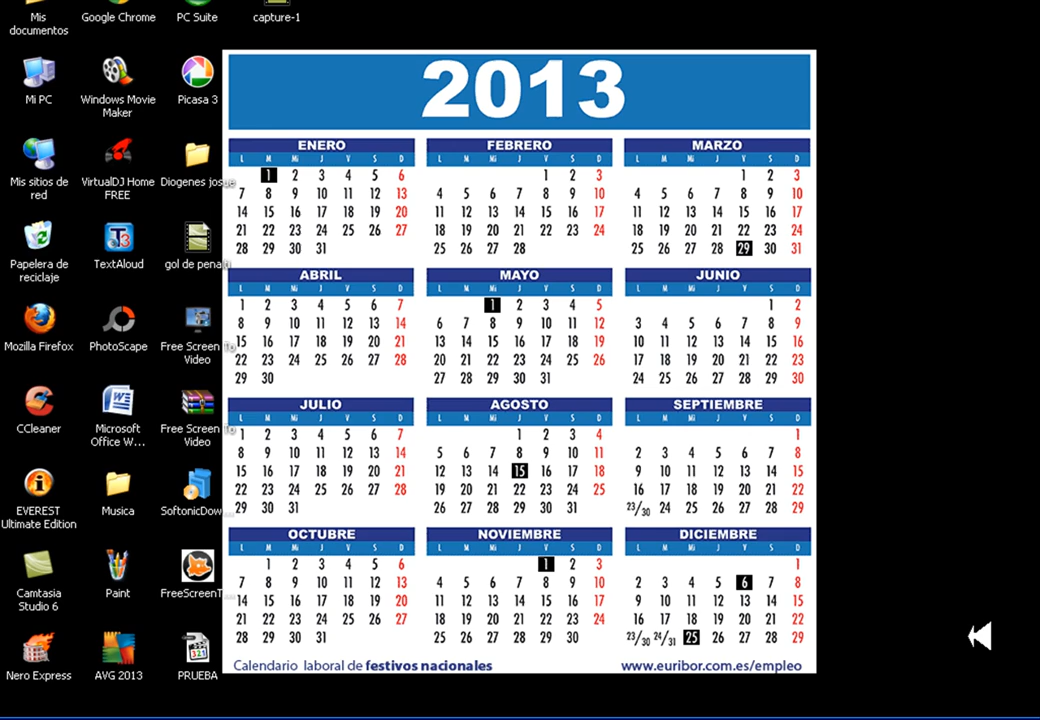 Mis
documentos
Google Chrome
PC Suite
capture-1
Mi PC
Windows Movie
Maker
Picasa 3
Mis sitios de
red
VirtualDJ Home
FREE
Diogenes josue
Papelera de
reciclaje
TextAloud
gol de penalti
Mozilla Firefox
PhotoScape
Free Screen To
Video
CCleaner
Microsoft
Office W...
Free Screen To
Video
EVEREST
Ultimate Edition
Musica
SoftonicDow...
Camtasia
Studio 6
Paint
FreeScreenT...
Nero Express
AVG 2013
PRUEBA
2013
ENERO
L M Mi J V S D
1 2 3 4 5 6
7 8 9 10 11 12 13
14 15 16 17 18 19 20
21 22 23 24 25 26 27
28 29 30 31
FEBRERO
L M Mi J V S D
1 2 3
4 5 6 7 8 9 10
11 12 13 14 15 16 17
18 19 20 21 22 23 24
25 26 27 28
MARZO
L M Mi J V S D
1 2 3
4 5 6 7 8 9 10
11 12 13 14 15 16 17
18 19 20 21 22 23 24
25 26 27 28 29 30 31
ABRIL
L M Mi J V S D
1 2 3 4 5 6 7
8 9 10 11 12 13 14
15 16 17 18 19 20 21
22 23 24 25 26 27 28
29 30
MAYO
L M Mi J V S D
1 2 3 4 5
6 7 8 9 10 11 12
13 14 15 16 17 18 19
20 21 22 23 24 25 26
27 28 29 30 31
JUNIO
L M Mi J V S D
1 2
3 4 5 6 7 8 9
10 11 12 13 14 15 16
17 18 19 20 21 22 23
24 25 26 27 28 29 30
JULIO
L M Mi J V S D
1 2 3 4 5 6 7
8 9 10 11 12 13 14
15 16 17 18 19 20 21
22 23 24 25 26 27 28
29 30 31
AGOSTO
L M Mi J V S D
1 2 3 4
5 6 7 8 9 10 11
12 13 14 15 16 17 18
19 20 21 22 23 24 25
26 27 28 29 30 31
SEPTIEMBRE
L M Mi J V S D
1
2 3 4 5 6 7 8
9 10 11 12 13 14 15
16 17 18 19 20 21 22
23/30 24 25 26 27 28 29
OCTUBRE
L M Mi J V S D
1 2 3 4 5 6
7 8 9 10 11 12 13
14 15 16 17 18 19 20
21 22 23 24 25 26 27
28 29 30 31
NOVIEMBRE
L M Mi J V S D
1 2 3
4 5 6 7 8 9 10
11 12 13 14 15 16 17
18 19 20 21 22 23 24
25 26 27 28 29 30
DICIEMBRE
L M Mi J V S D
1
2 3 4 5 6 7 8
9 10 11 12 13 14 15
16 17 18 19 20 21 22
23/30 24/31 25 26 27 28 29
Calendario laboral de festivos nacionales
www.euribor.com.es/empleo